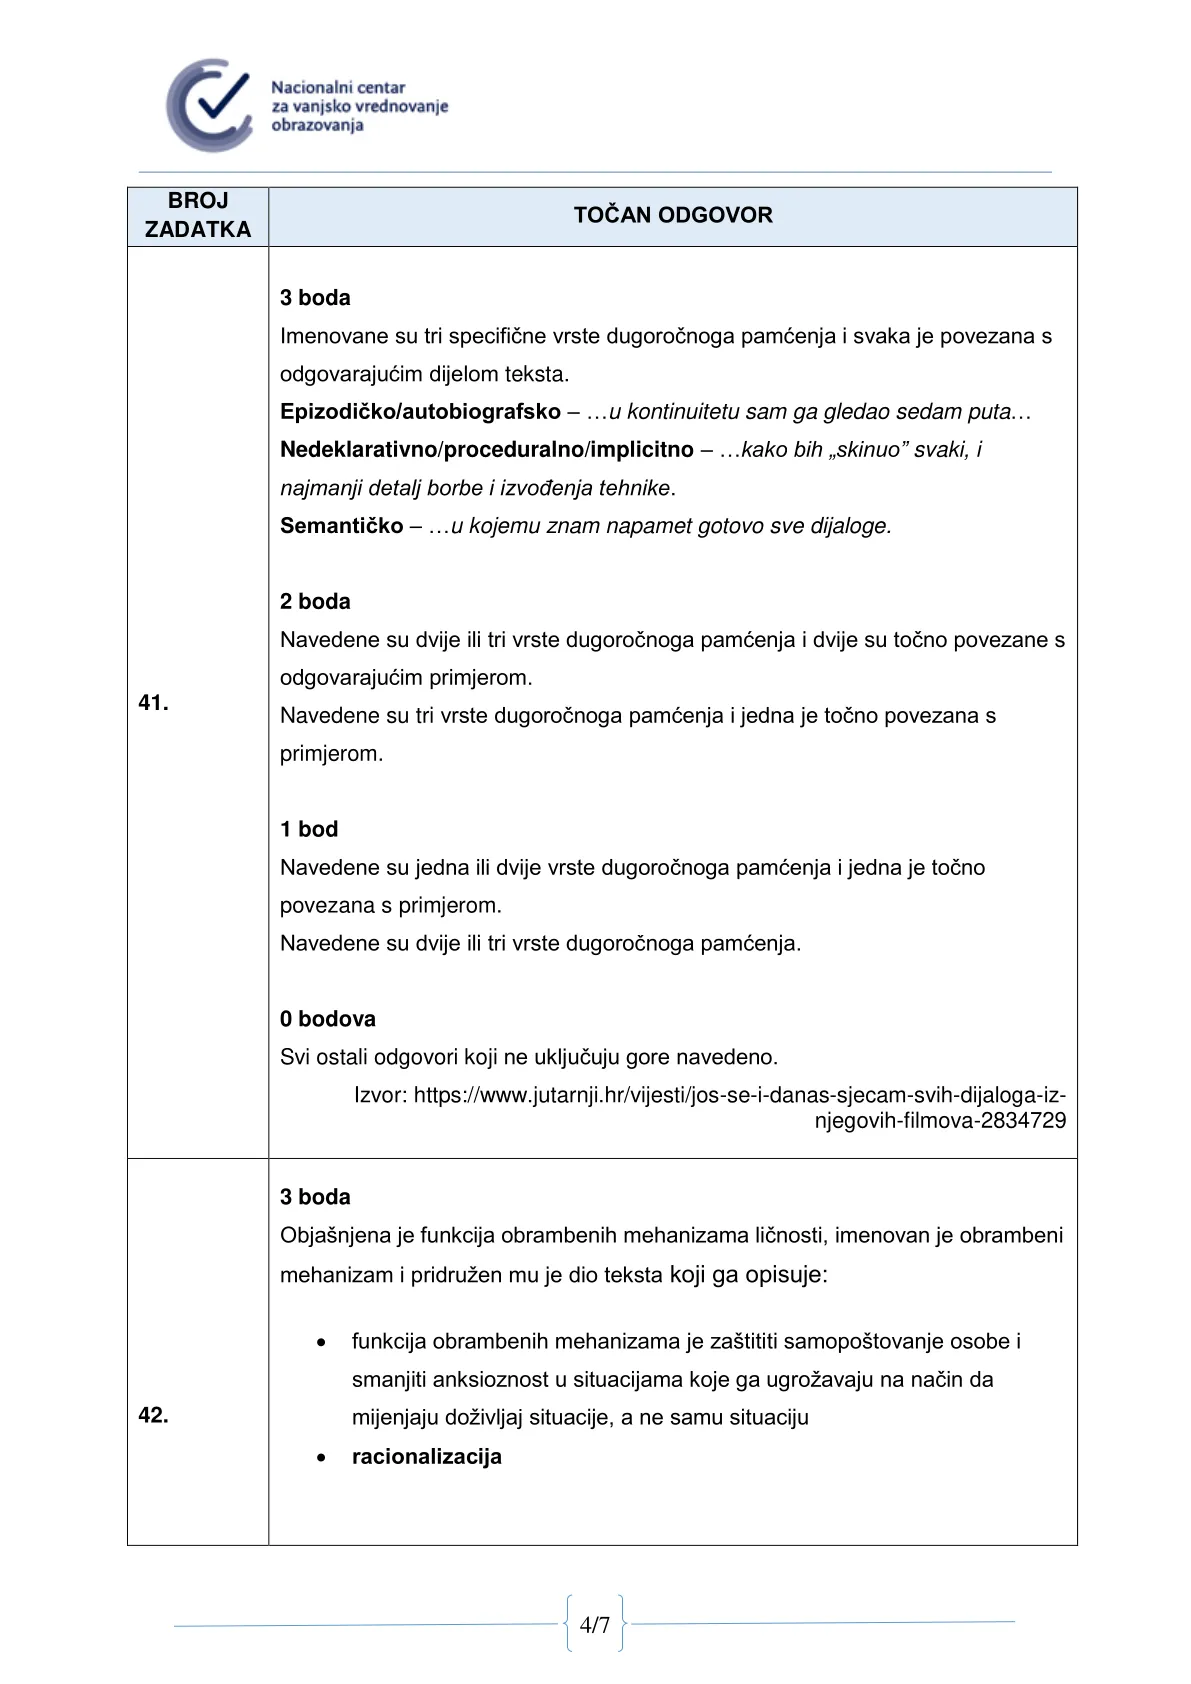 Nacionalni centar
za vanjsko vrednovanje
obrazovanja
BROJ
ZADATKA
TOČAN ODGOVOR
41.
3 boda
Imenovane su tri specifične vrste dugoročnoga pamćenja i svaka je povezana s
odgovarajućim dijelom teksta.
Epizodičko/autobiografsko – …u kontinuitetu sam ga gledao sedam puta…
Nedeklarativno/proceduralno/implicitno – …kako bih „skinuo” svaki, i
najmanji detalj borbe i izvođenja tehnike.
Semantičko – …u kojemu znam napamet gotovo sve dijaloge.
2 boda
Navedene su dvije ili tri vrste dugoročnoga pamćenja i dvije su točno povezane s
odgovarajućim primjerom.
Navedene su tri vrste dugoročnoga pamćenja i jedna je točno povezana s
primjerom.
1 bod
Navedene su jedna ili dvije vrste dugoročnoga pamćenja i jedna je točno
povezana s primjerom.
Navedene su dvije ili tri vrste dugoročnoga pamćenja.
0 bodova
Svi ostali odgovori koji ne uključuju gore navedeno.
Izvor: https://www.jutarnji.hr/vijesti/jos-se-i-danas-sjecam-svih-dijaloga-iz-
njegovih-filmova-2834729
42.
3 boda
Objašnjena je funkcija obrambenih mehanizama ličnosti, imenovan je obrambeni
mehanizam i pridružen mu je dio teksta koji ga opisuje:
• funkcija obrambenih mehanizama je zaštititi samopoštovanje osobe i
smanjiti anksioznost u situacijama koje ga ugrožavaju na način da
mijenjaju doživljaj situacije, a ne samu situaciju
• racionalizacija
4/7